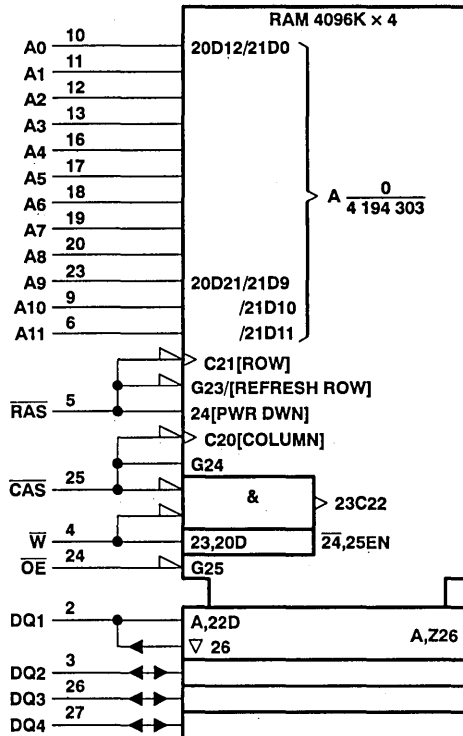 RAM 4096K × 4
A0 10 20D12/21D0
A1 11
A2 12
A3 13
A4 16
A5 17
A6 18
A7 19
A8 20
A9 23 20D21/21D9
A10 9 /21D10
A11 6 /21D11
A 0
4 194 303
C21[ROW]
G23/[REFRESH ROW]
RAS 5 24[PWR DWN]
C20[COLUMN]
G24
CAS 25
&
23C22
W 4 23,20D 24,25EN
OE 24 G25
DQ1 2 A,22D
26 A,Z26
DQ2 3
DQ3 26
DQ4 27